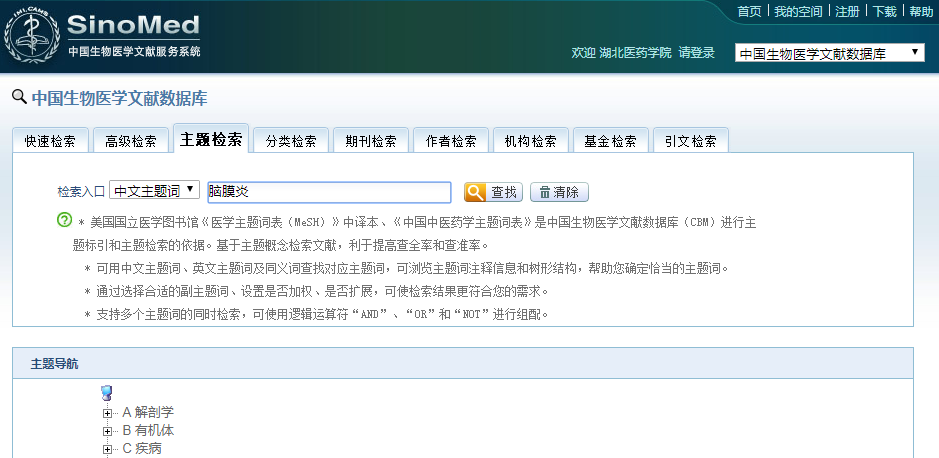 首页 | 我的空间 | 注册 | 下载 | 帮助
IMI,CAMS
SinoMed
中国生物医学文献服务系统
欢迎 湖北医药学院 请登录 中国生物医学文献数据库
中国生物医学文献数据库
快速检索 高级检索 主题检索 分类检索 期刊检索 作者检索 机构检索 基金检索 引文检索
检索入口 中文主题词 脑膜炎 查找 清除
* 美国国立医学图书馆《医学主题词表（MeSH）》中译本、《中国中医药学主题词表》是中国生物医学文献数据库（CBM）进行主
题标引和主题检索的依据。基于主题概念检索文献，利于提高查全率和查准率。
* 可用中文主题词、英文主题词及同义词查找对应主题词，可浏览主题词注释信息和树形结构，帮助您确定恰当的主题词。
* 通过选择合适的副主题词、设置是否加权、是否扩展，可使检索结果更符合您的需求。
* 支持多个主题词的同时检索，可使用逻辑运算符“AND”、“OR”和“NOT”进行组配。
主题导航
A 解剖学
B 有机体
C 疾病